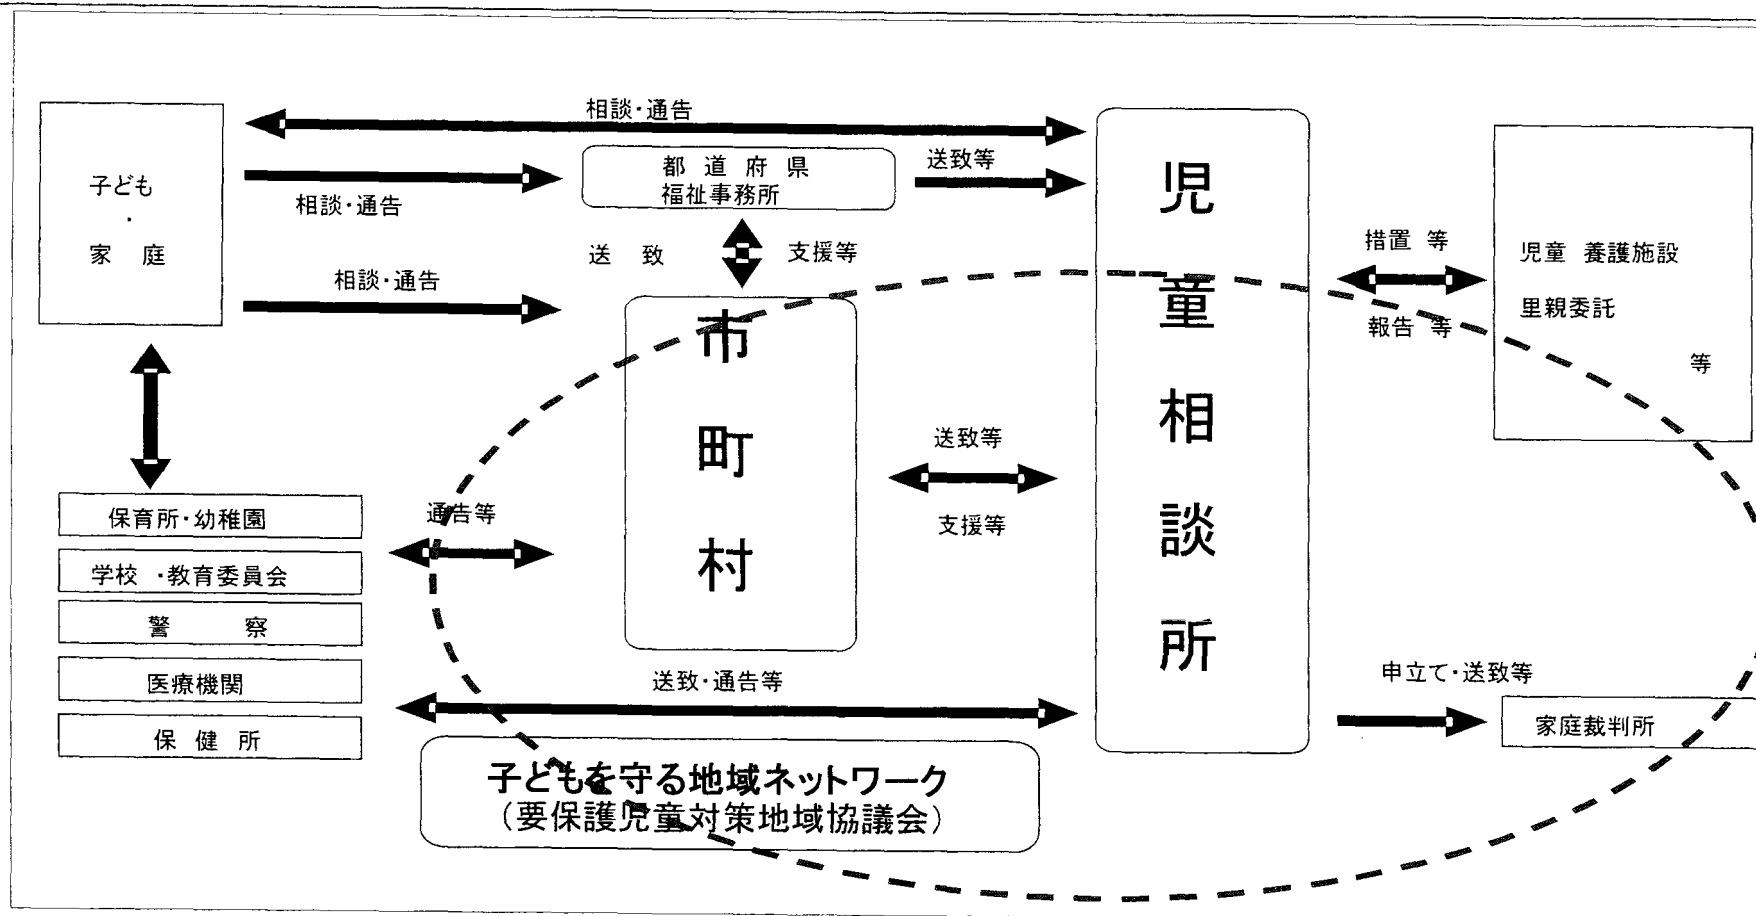 相談・通告
子ども
・
家 庭
都 道 府 県
福祉事務所
送致等
相談・通告
送 致
支援等
相談・通告
市町村
児童相談所
措置 等
報告 等
児童 養護施設
里親委託
等
送致等
支援等
通告等
保育所・幼稚園
学校 ・教育委員会
警 察
医療機関
保 健 所
送致・通告等
申立て・送致等
家庭裁判所
子どもを守る地域ネットワーク
（要保護児童対策地域協議会）